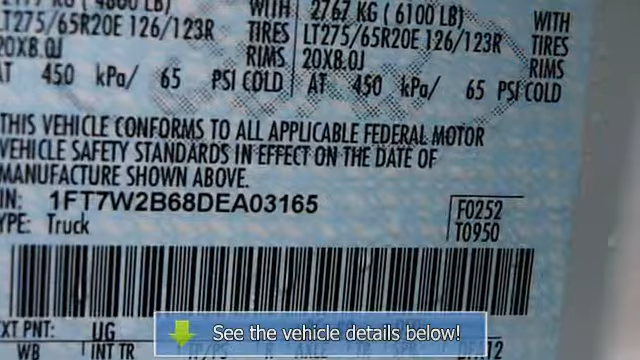 WITH 2767 KG ( 6100 LB) WITH
LT275/65R20E 126/123R TIRES LT275/65R20E 126/123R TIRES
20X8.0J RIMS 20X8.0J RIMS
AT 450 kPa/ 65 PSI COLD AT 450 kPa/ 65 PSI COLD
THIS VEHICLE CONFORMS TO ALL APPLICABLE FEDERAL MOTOR
VEHICLE SAFETY STANDARDS IN EFFECT ON THE DATE OF
MANUFACTURE SHOWN ABOVE.
IN: 1FT7W2B68DEA03165 F0252
YPE: Truck T0950
XT PNT: UG
WB INT TR
See the vehicle details below!